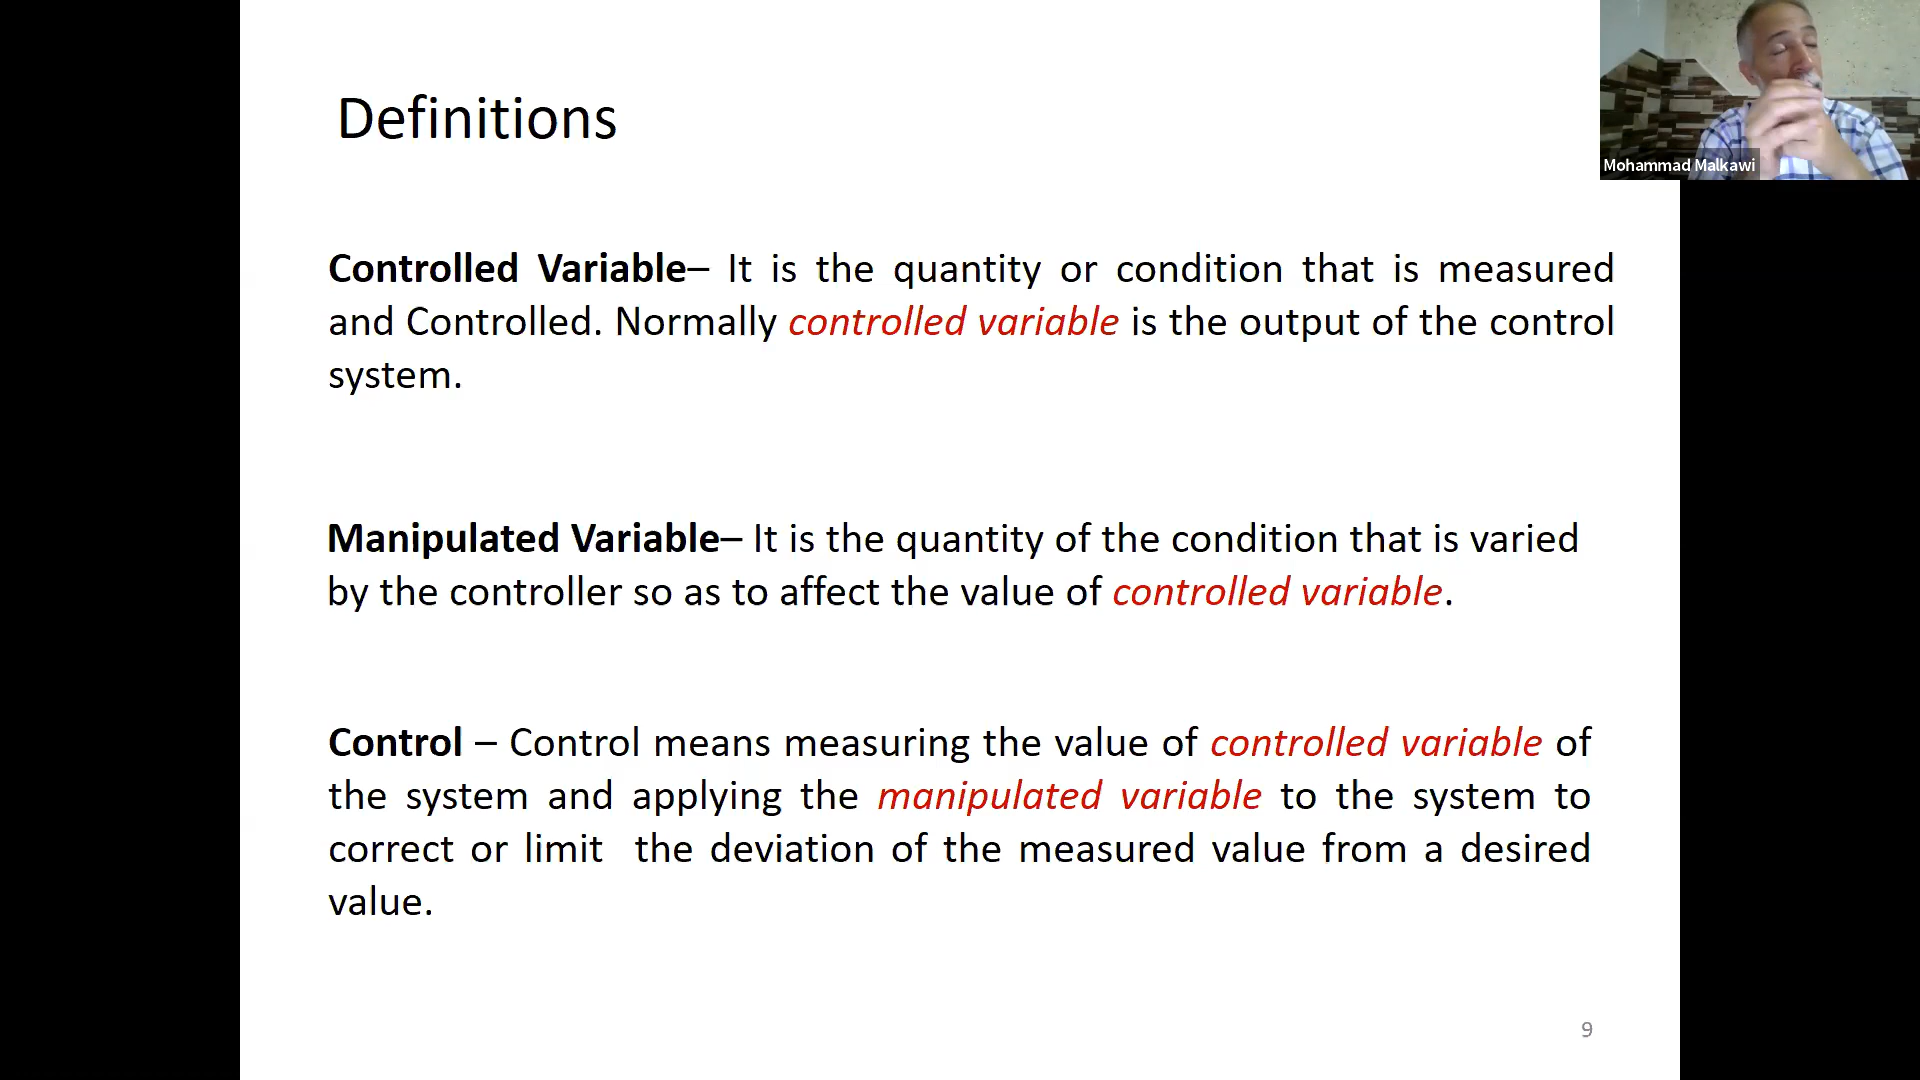 Definitions
Mohammad Malkawi
Controlled Variable– It is the quantity or condition that is measured
and Controlled. Normally controlled variable is the output of the control
system.
Manipulated Variable– It is the quantity of the condition that is varied
by the controller so as to affect the value of controlled variable.
Control – Control means measuring the value of controlled variable of
the system and applying the manipulated variable to the system to
correct or limit  the deviation of the measured value from a desired
value.
9